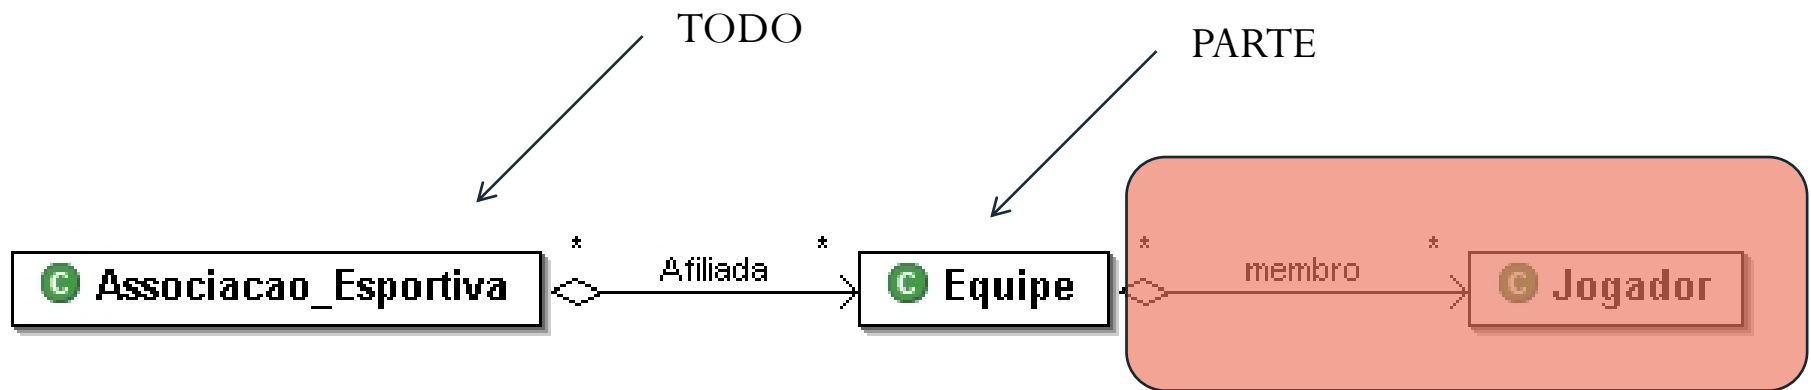 TODO
PARTE
* Afiliada *
* membro *
C Associacao_Esportiva
C Equipe
C Jogador